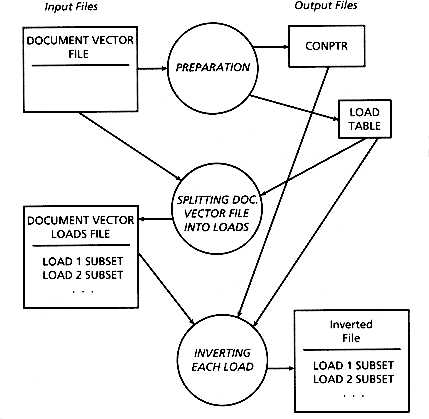 Input Files
Output Files
DOCUMENT VECTOR
FILE
PREPARATION
CONPTR
LOAD
TABLE
SPLITTING DOC.
VECTOR FILE
INTO LOADS
DOCUMENT VECTOR
LOADS FILE
LOAD 1 SUBSET
LOAD 2 SUBSET
. . .
INVERTING
EACH LOAD
Inverted
File
LOAD 1 SUBSET
LOAD 2 SUBSET
. . .